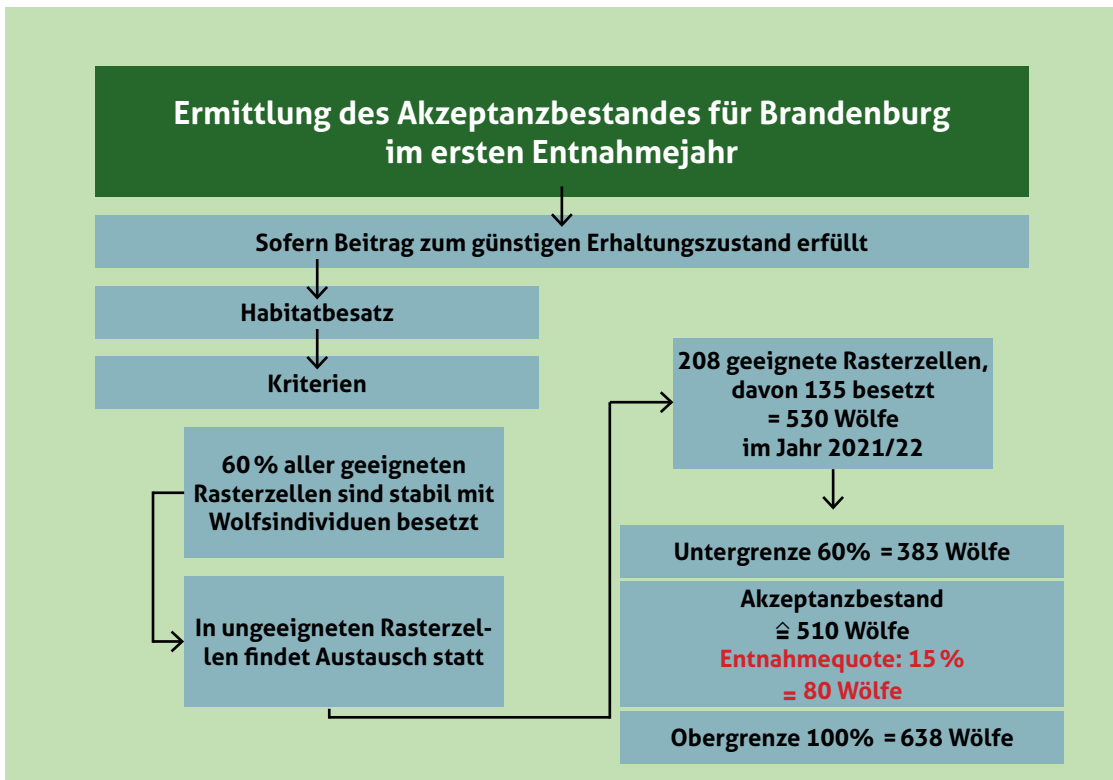 Ermittlung des Akzeptanzbestandes für Brandenburg
im ersten Entnahmejahr
Sofern Beitrag zum günstigen Erhaltungszustand erfüllt
Habitatbesatz
Kriterien
60 % aller geeigneten
Rasterzellen sind stabil mit
Wolfsindividuen besetzt
In ungeeigneten Rasterzel-
len findet Austausch statt
208 geeignete Rasterzellen,
davon 135 besetzt
= 530 Wölfe
im Jahr 2021/22
Untergrenze 60% = 383 Wölfe
Akzeptanzbestand
≙ 510 Wölfe
Entnahmequote: 15 %
= 80 Wölfe
Obergrenze 100% = 638 Wölfe